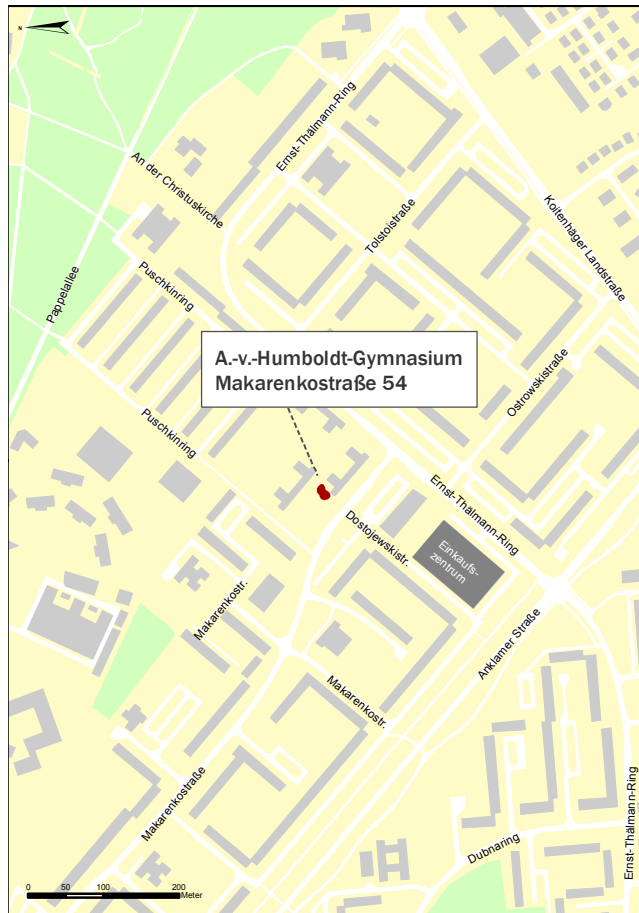 N
Ernst-Thälmann-Ring
An der Christuskirche
Tolstoistraße
Koitenhäger Landstraße
Puschkinring
Pappelallee
A.-v.-Humboldt-Gymnasium
Makarenkostraße 54
Ostrowskistraße
Puschkinring
Ernst-Thälmann-Ring
Dostojewskistr.
Einkaufs-
zentrum
Makarenkostr.
Anklamer Straße
Makarenkostr.
Makarenkostraße
Dubnaring
Ernst-Thälmann-Ring
0 50 100 200
Meter